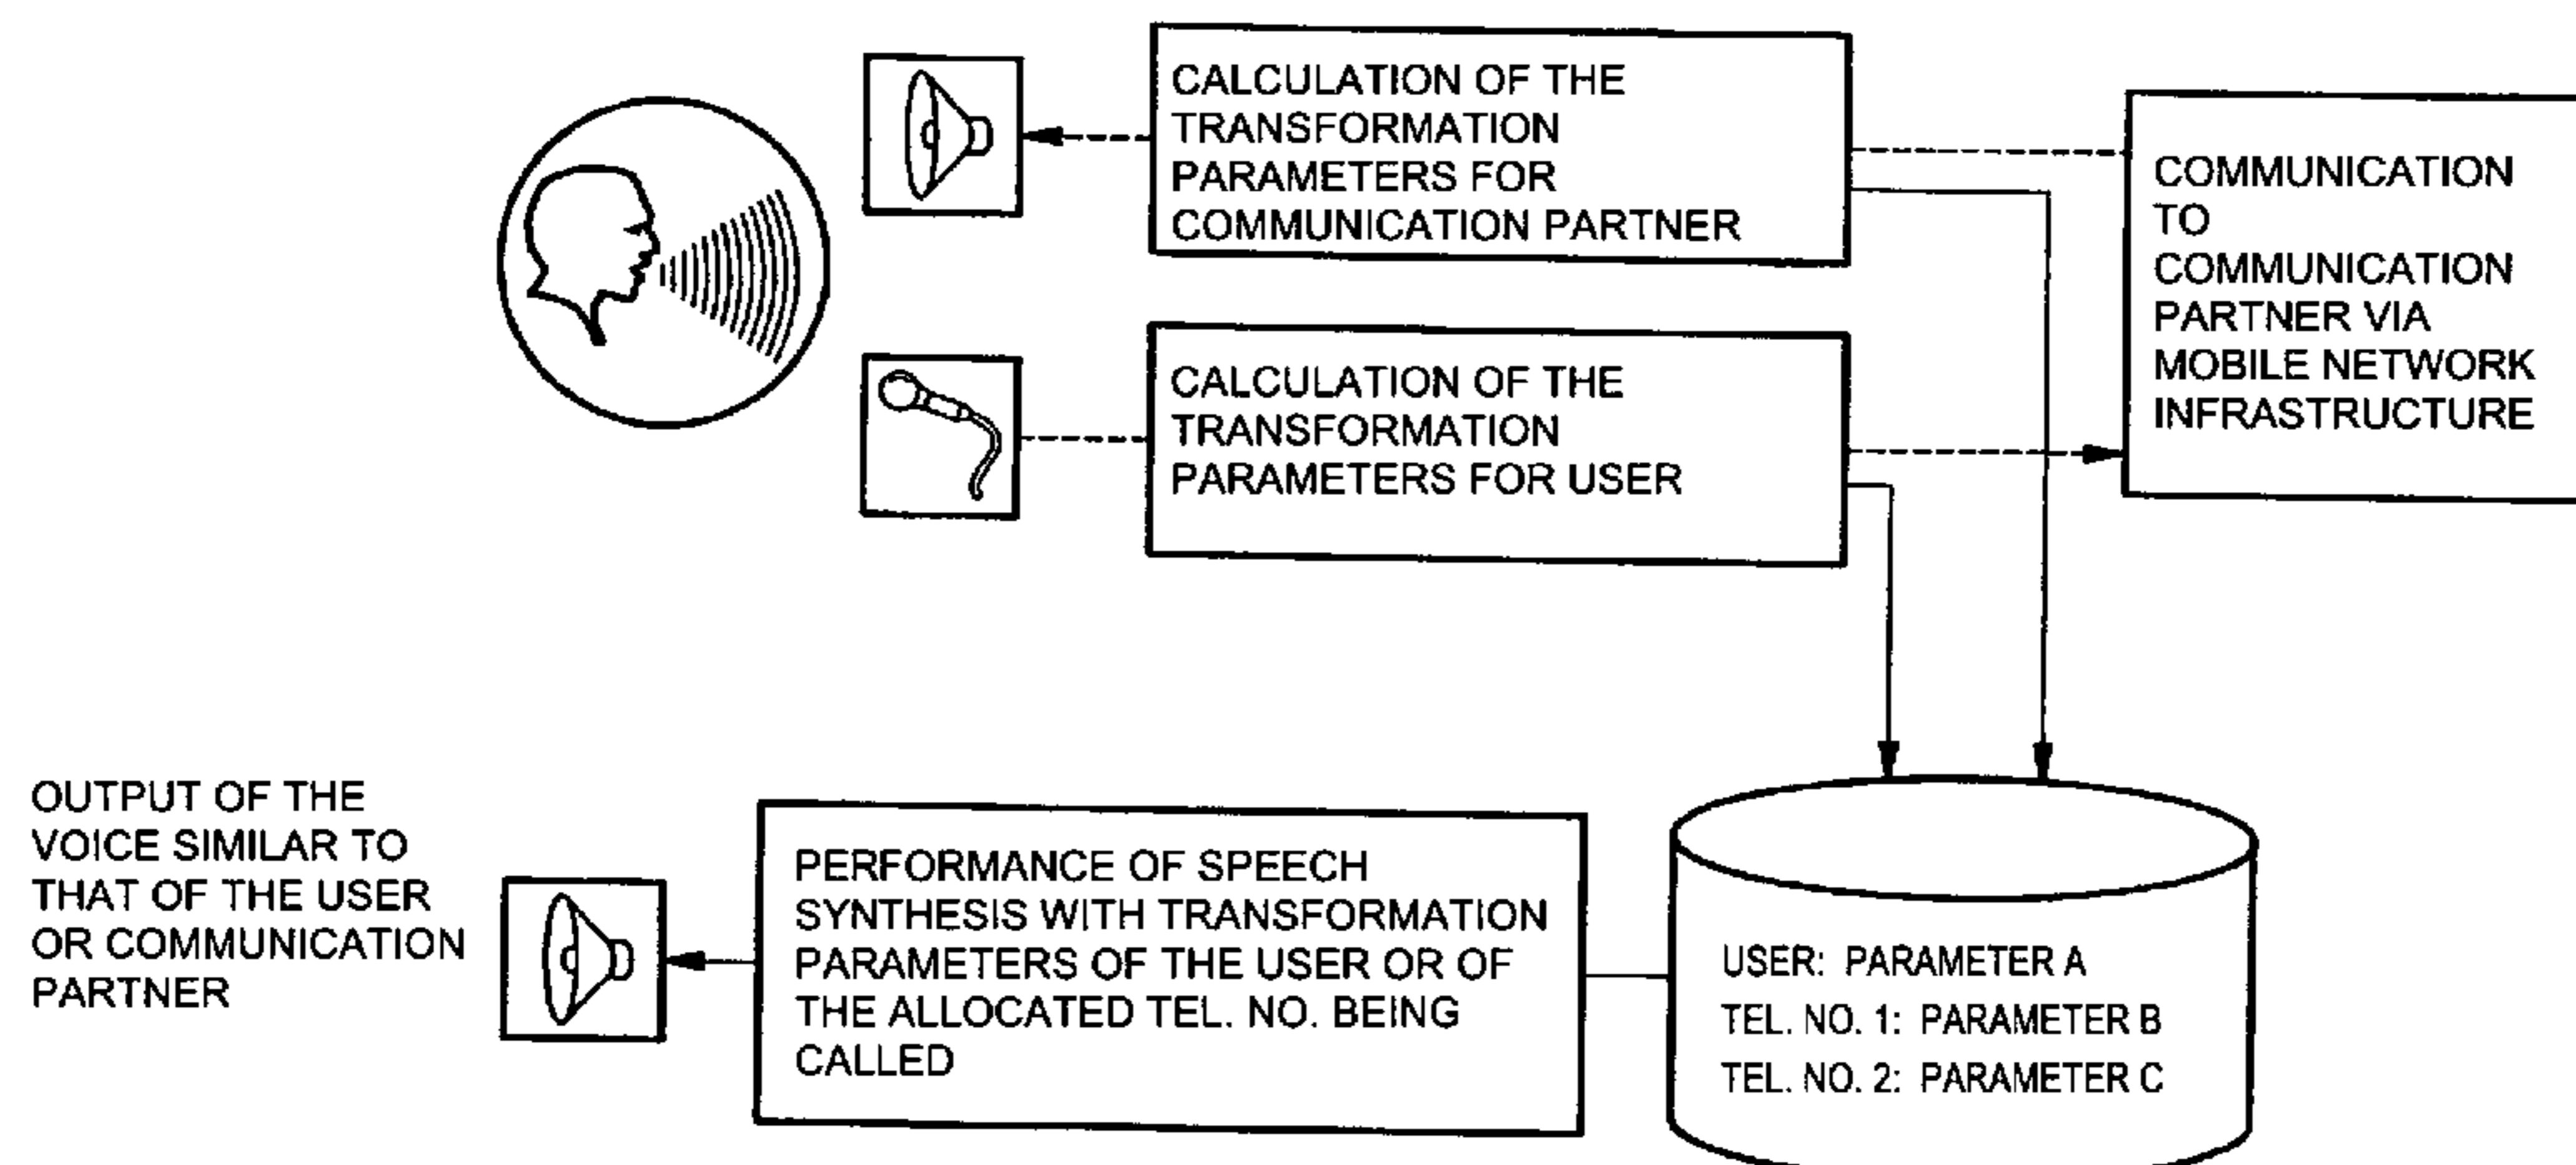 CALCULATION OF THE
TRANSFORMATION
PARAMETERS FOR
COMMUNICATION PARTNER
COMMUNICATION
TO
COMMUNICATION
PARTNER VIA
MOBILE NETWORK
INFRASTRUCTURE
CALCULATION OF THE
TRANSFORMATION
PARAMETERS FOR USER
OUTPUT OF THE
VOICE SIMILAR TO
THAT OF THE USER
OR COMMUNICATION
PARTNER
PERFORMANCE OF SPEECH
SYNTHESIS WITH TRANSFORMATION
PARAMETERS OF THE USER OR OF
THE ALLOCATED TEL. NO. BEING
CALLED
USER: PARAMETER A
TEL. NO. 1: PARAMETER B
TEL. NO. 2: PARAMETER C